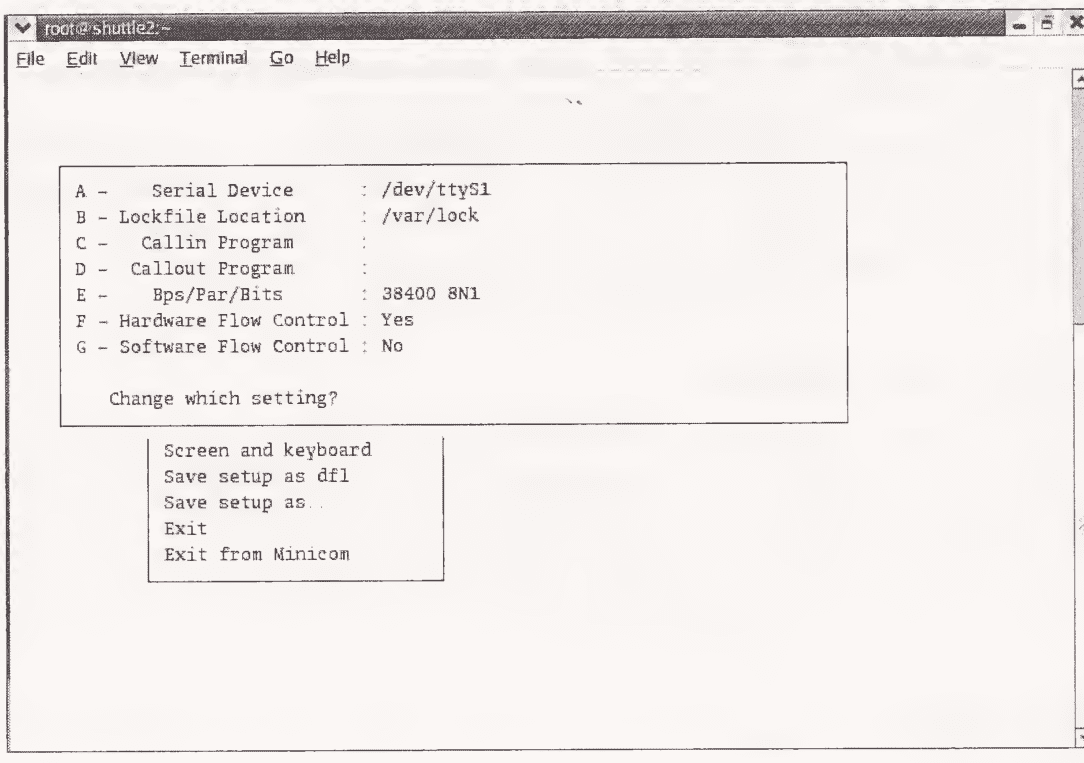 root@shuttle2:~
File Edit View Terminal Go Help
A - Serial Device : /dev/ttyS1
B - Lockfile Location : /var/lock
C - Callin Program :
D - Callout Program :
E - Bps/Par/Bits : 38400 8N1
F - Hardware Flow Control : Yes
G - Software Flow Control : No
Change which setting?
Screen and keyboard
Save setup as dfl
Save setup as..
Exit
Exit from Minicom